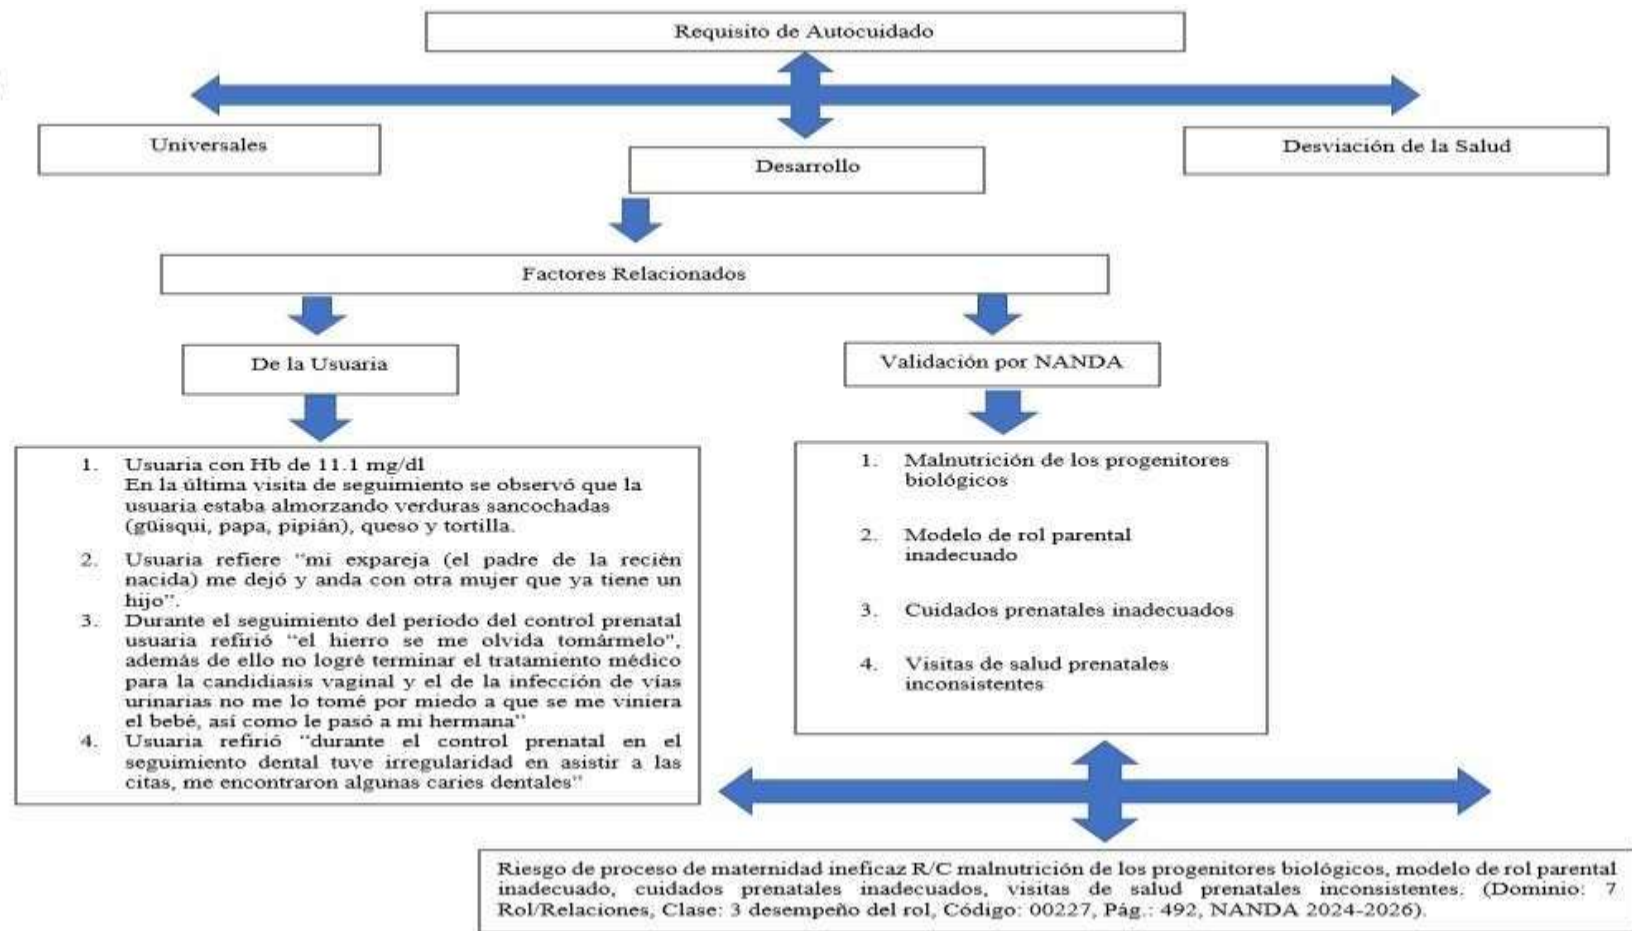 Requisito de Autocuidado
Universales
Desarrollo
Desviación de la Salud
Factores Relacionados
De la Usuaria
Validación por NANDA
1. Usuaria con Hb de 11.1 mg/dl
En la última visita de seguimiento se observó que la
usuaria estaba almorzando verduras sancochadas
(güisqui, papa, pipián), queso y tortilla.
2. Usuaria refiere “mi expareja (el padre de la recién
nacida) me dejó y anda con otra mujer que ya tiene un
hijo”.
3. Durante el seguimiento del período del control prenatal
usuaria refirió “el hierro se me olvida tomármelo”,
además de ello no logré terminar el tratamiento médico
para la candidiasis vaginal y el de la infección de vías
urinarias no me lo tomé por miedo a que se me viniera
el bebé, así como le pasó a mi hermana”
4. Usuaria refirió “durante el control prenatal en el
seguimiento dental tuve irregularidad en asistir a las
citas, me encontraron algunas caries dentales”
1. Malnutrición de los progenitores
biológicos
2. Modelo de rol parental
inadecuado
3. Cuidados prenatales inadecuados
4. Visitas de salud prenatales
inconsistentes
Riesgo de proceso de maternidad ineficaz R/C malnutrición de los progenitores biológicos, modelo de rol parental
inadecuado, cuidados prenatales inadecuados, visitas de salud prenatales inconsistentes. (Dominio: 7
Rol/Relaciones, Clase: 3 desempeño del rol, Código: 00227, Pág.: 492, NANDA 2024-2026).